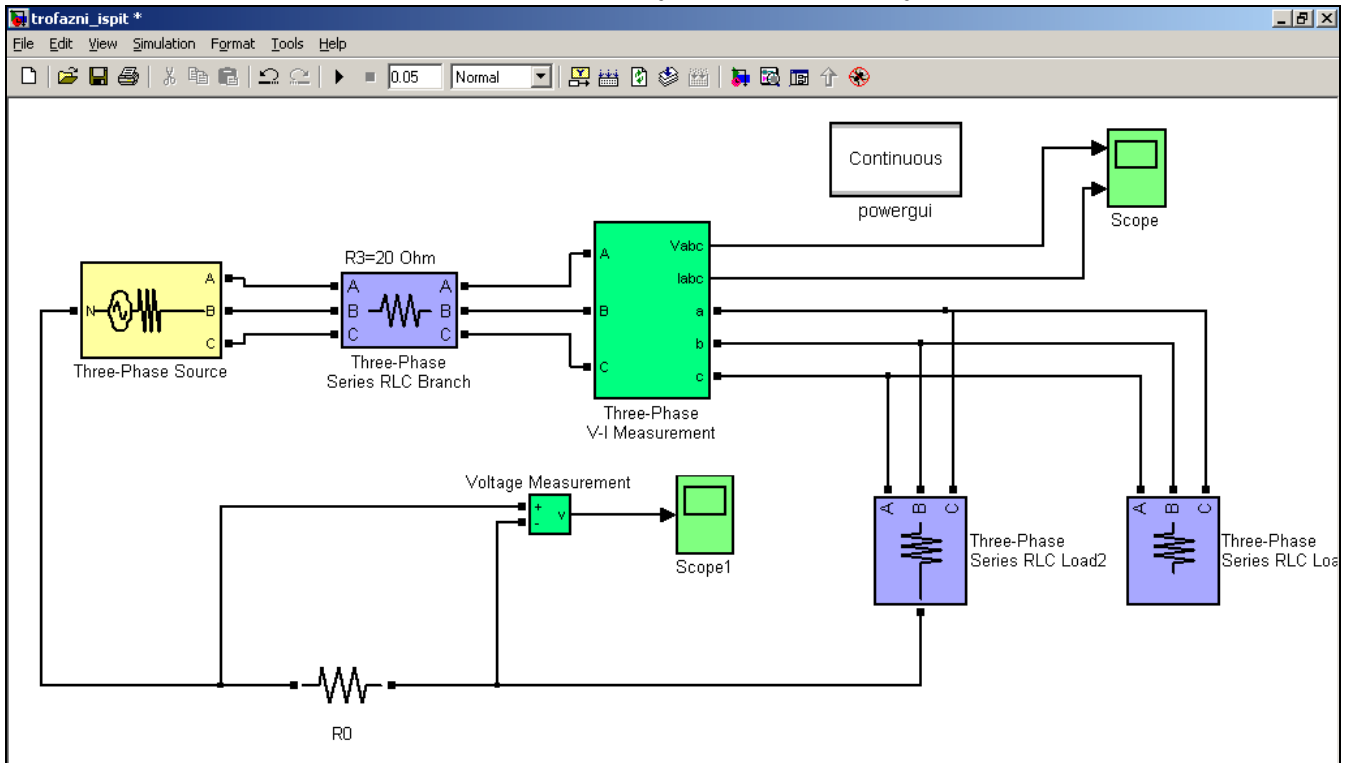 trofazni_ispit *
File Edit View Simulation Format Tools Help
0.05 Normal
Continuous
powergui
Scope
R3=20 Ohm
A
B
C
N
Three-Phase Source
A A
B B
C C
Three-Phase
Series RLC Branch
A Vabc
Iabc
B a
b
C c
Three-Phase
V-I Measurement
Voltage Measurement
+
- v
Scope1
A B C
Three-Phase
Series RLC Load2
A B C
Three-Phase
Series RLC Loa
R0